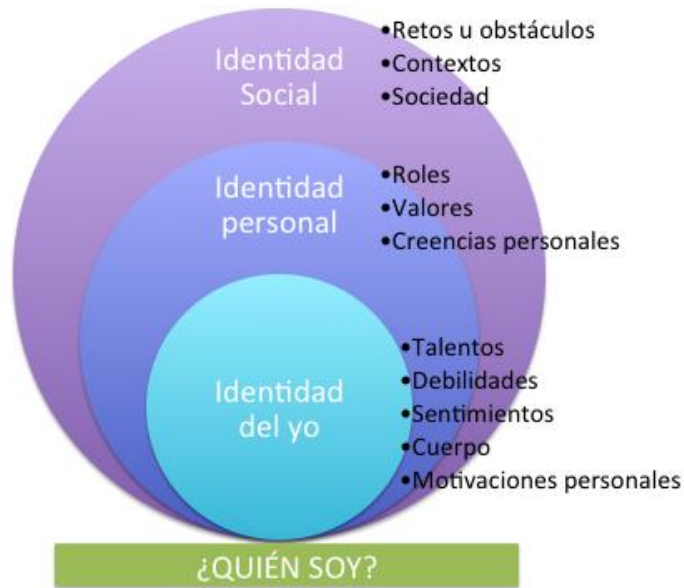 Identidad
Social
•Retos u obstáculos
•Contextos
•Sociedad
Identidad
personal
•Roles
•Valores
•Creencias personales
Identidad
del yo
•Talentos
•Debilidades
•Sentimientos
•Cuerpo
•Motivaciones personales
¿QUIÉN SOY?